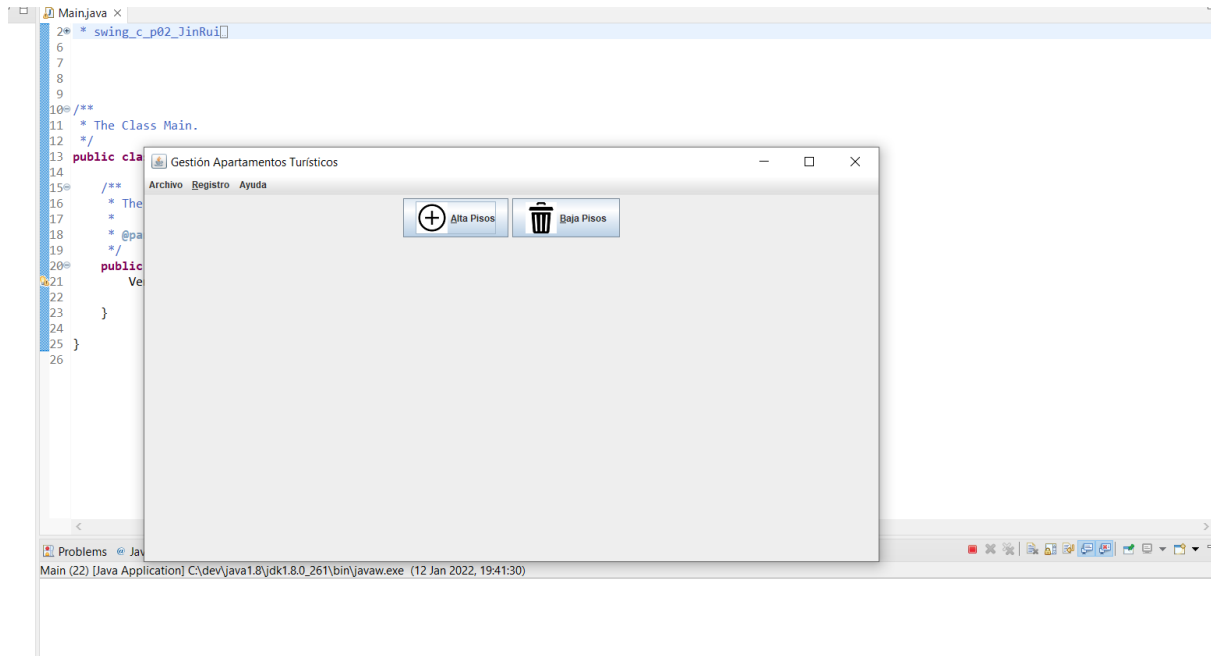 Main.java
2 * swing_c_p02_JinRui
6
7
8
9
10 /**
11 * The Class Main.
12 */
13 public cla
14
15 /**
16 * The
17 *
18 * @pa
19 */
20 public
21 Ve
22
23 }
24
25 }
26
Gestión Apartamentos Turísticos
Archivo Registro Ayuda
Alta Pisos Baja Pisos
Problems @ Jav
Main (22) [Java Application] C:\dev\java1.8\jdk1.8.0_261\bin\javaw.exe (12 Jan 2022, 19:41:30)